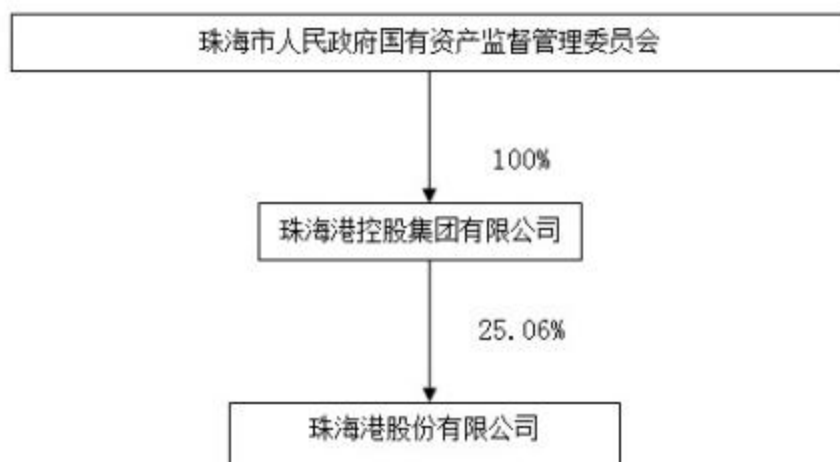 珠海市人民政府国有资产监督管理委员会
100%
珠海港控股集团有限公司
25.06%
珠海港股份有限公司